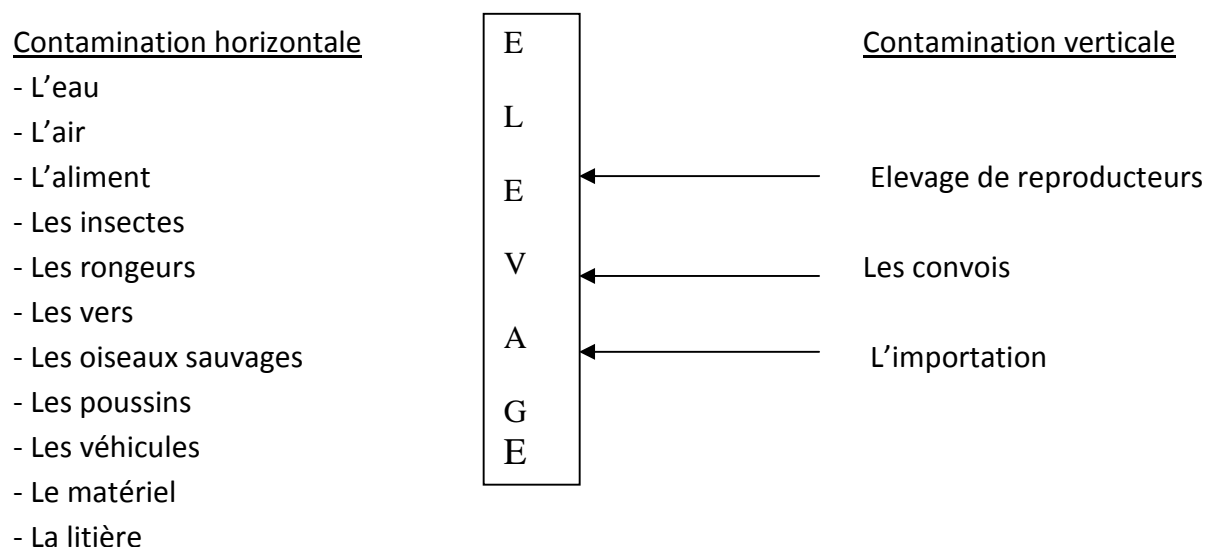 Contamination horizontale
- L'eau
- L'air
- L'aliment
- Les insectes
- Les rongeurs
- Les vers
- Les oiseaux sauvages
- Les poussins
- Les véhicules
- Le matériel
- La litière
E
L
E
V
A
G
E
Contamination verticale
Elevage de reproducteurs
Les convois
L'importation